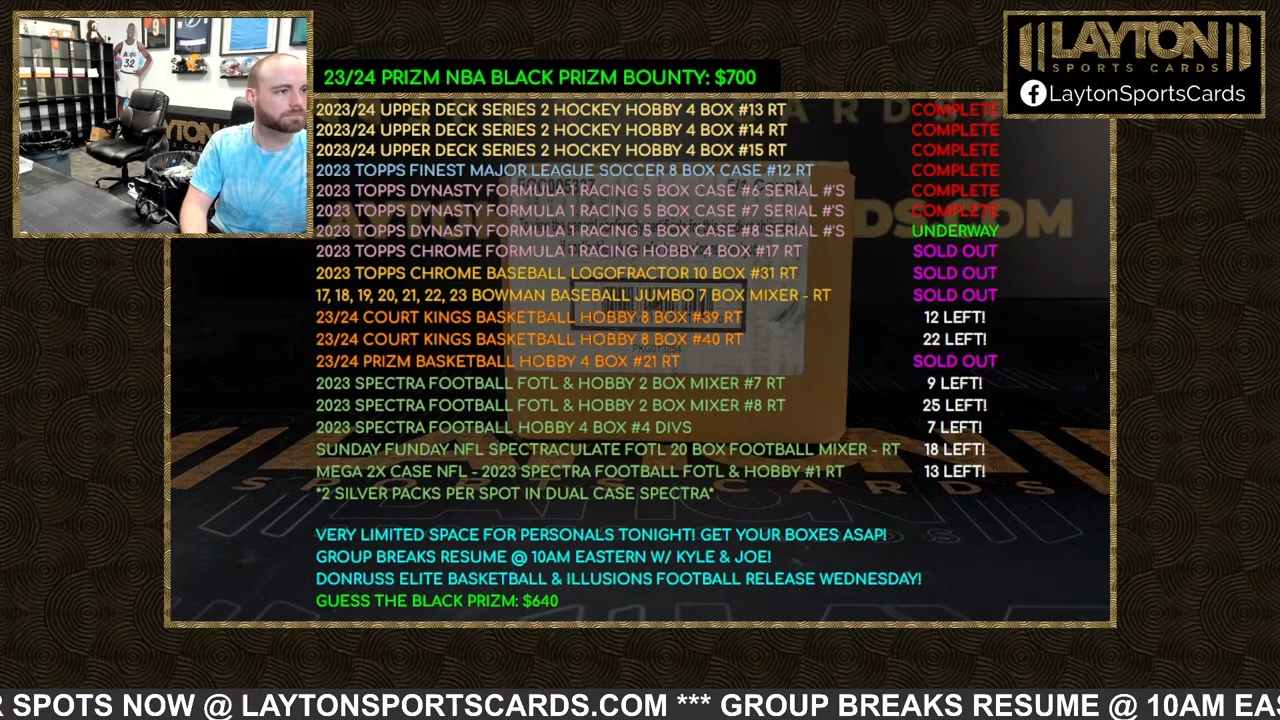 LAYTON
SPORTS CARDS
LaytonSportsCards
32
23/24 PRIZM NBA BLACK PRIZM BOUNTY: $700
2023/24 UPPER DECK SERIES 2 HOCKEY HOBBY 4 BOX #13 RT COMPLETE
2023/24 UPPER DECK SERIES 2 HOCKEY HOBBY 4 BOX #14 RT COMPLETE
2023/24 UPPER DECK SERIES 2 HOCKEY HOBBY 4 BOX #15 RT COMPLETE
2023 TOPPS FINEST MAJOR LEAGUE SOCCER 8 BOX CASE #12 RT COMPLETE
2023 TOPPS DYNASTY FORMULA 1 RACING 5 BOX CASE #6 SERIAL #'S COMPLETE
2023 TOPPS DYNASTY FORMULA 1 RACING 5 BOX CASE #7 SERIAL #'S COMPLETE
2023 TOPPS DYNASTY FORMULA 1 RACING 5 BOX CASE #8 SERIAL #'S UNDERWAY
2023 TOPPS CHROME FORMULA 1 RACING HOBBY 4 BOX #17 RT SOLD OUT
2023 TOPPS CHROME BASEBALL LOGOFRACTOR 10 BOX #31 RT SOLD OUT
17, 18, 19, 20, 21, 22, 23 BOWMAN BASEBALL JUMBO 7 BOX MIXER - RT SOLD OUT
23/24 COURT KINGS BASKETBALL HOBBY 8 BOX #39 RT 12 LEFT!
23/24 COURT KINGS BASKETBALL HOBBY 8 BOX #40 RT 22 LEFT!
PKG013254
23/24 PRIZM BASKETBALL HOBBY 4 BOX #21 RT SOLD OUT
2023 SPECTRA FOOTBALL FOTL & HOBBY 2 BOX MIXER #7 RT 9 LEFT!
2023 SPECTRA FOOTBALL FOTL & HOBBY 2 BOX MIXER #8 RT 25 LEFT!
2023 SPECTRA FOOTBALL HOBBY 4 BOX #4 DIVS 7 LEFT!
SUNDAY FUNDAY NFL SPECTRACULATE FOTL 20 BOX FOOTBALL MIXER - RT 18 LEFT!
MEGA 2X CASE NFL - 2023 SPECTRA FOOTBALL FOTL & HOBBY #1 RT 13 LEFT!
*2 SILVER PACKS PER SPOT IN DUAL CASE SPECTRA*
VERY LIMITED SPACE FOR PERSONALS TONIGHT! GET YOUR BOXES ASAP!
GROUP BREAKS RESUME @ 10AM EASTERN W/ KYLE & JOE!
DONRUSS ELITE BASKETBALL & ILLUSIONS FOOTBALL RELEASE WEDNESDAY!
GUESS THE BLACK PRIZM: $640
R SPOTS NOW @ LAYTONSPORTSCARDS.COM *** GROUP BREAKS RESUME @ 10AM EAS